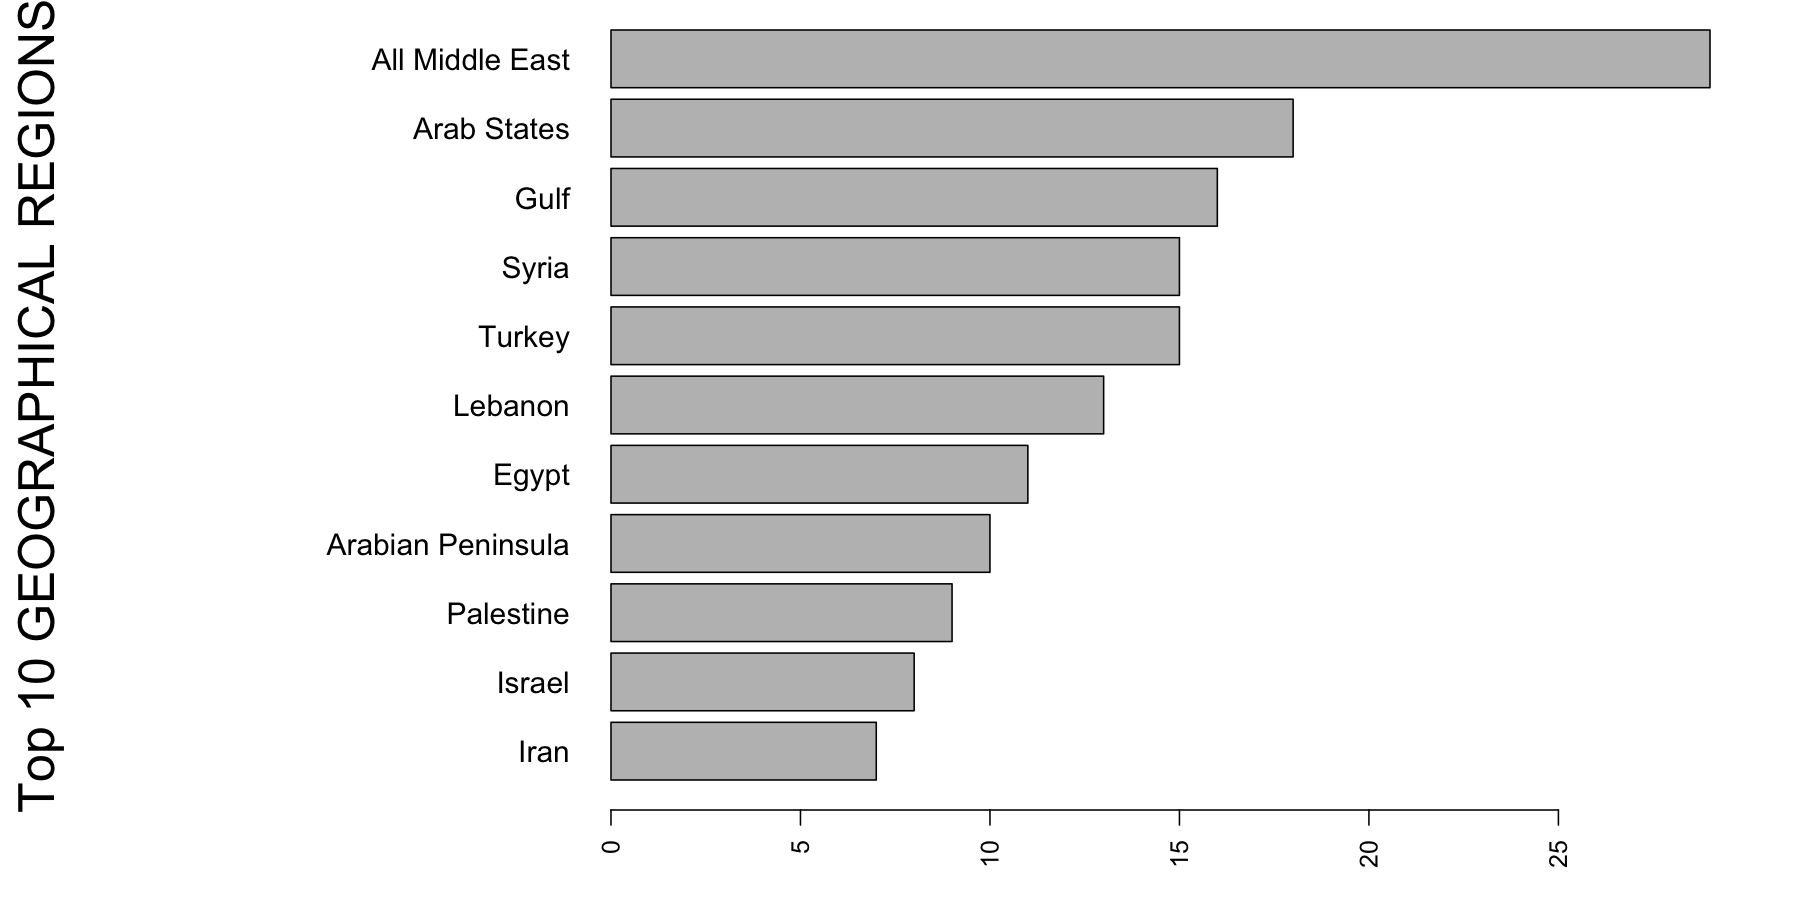 Top 10 GEOGRAPHICAL REGIONS
All Middle East
Arab States
Gulf
Syria
Turkey
Lebanon
Egypt
Arabian Peninsula
Palestine
Israel
Iran
0 5 10 15 20 25